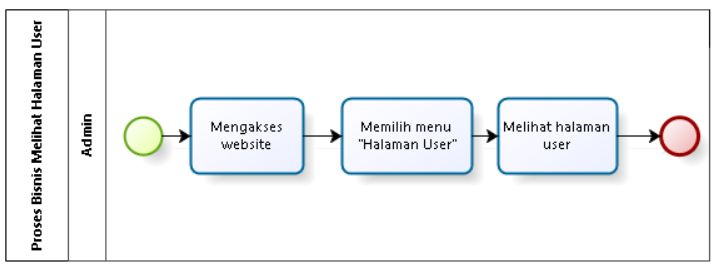 Proses Bisnis Melihat Halaman User
Admin
Mengakses
website
Memilih menu
"Halaman User"
Melihat halaman
user